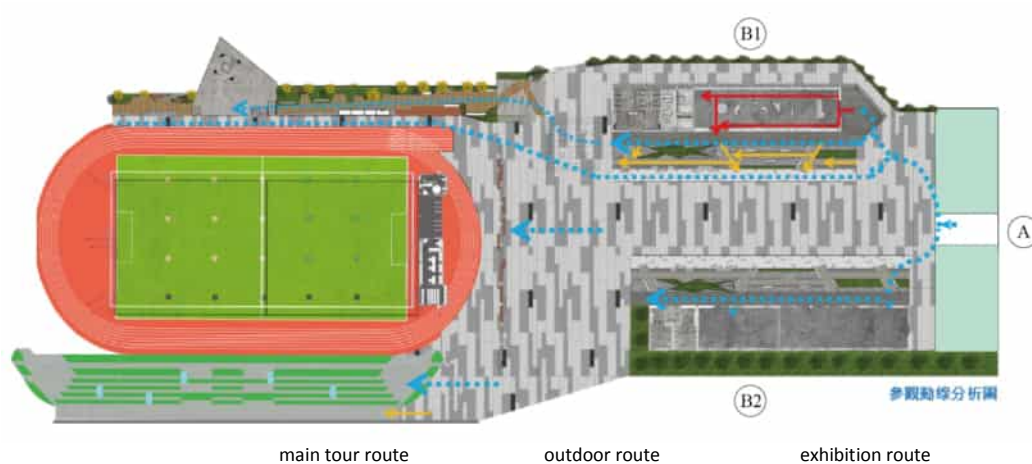 B1
A
B2
參觀動線分析圖
main tour route outdoor route exhibition route